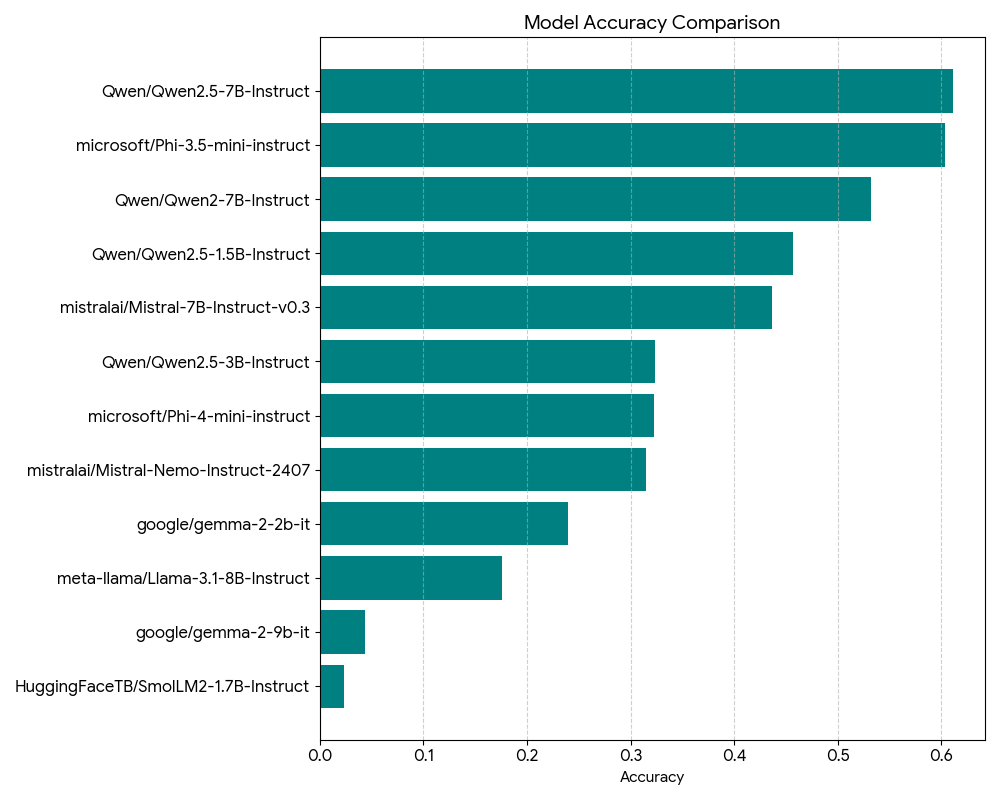 Model Accuracy Comparison
Qwen/Qwen2.5-7B-Instruct
microsoft/Phi-3.5-mini-instruct
Qwen/Qwen2-7B-Instruct
Qwen/Qwen2.5-1.5B-Instruct
mistralai/Mistral-7B-Instruct-v0.3
Qwen/Qwen2.5-3B-Instruct
microsoft/Phi-4-mini-instruct
mistralai/Mistral-Nemo-Instruct-2407
google/gemma-2-2b-it
meta-llama/Llama-3.1-8B-Instruct
google/gemma-2-9b-it
HuggingFaceTB/SmolLM2-1.7B-Instruct
0.0 0.1 0.2 0.3 0.4 0.5 0.6
Accuracy